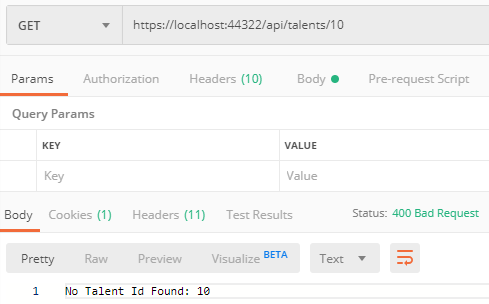 GET https://localhost:44322/api/talents/10
Params Authorization Headers (10) Body Pre-request Script
Query Params
KEY VALUE
Key Value
Body Cookies (1) Headers (11) Test Results Status: 400 Bad Request
Pretty Raw Preview Visualize BETA Text
1 No Talent Id Found: 10